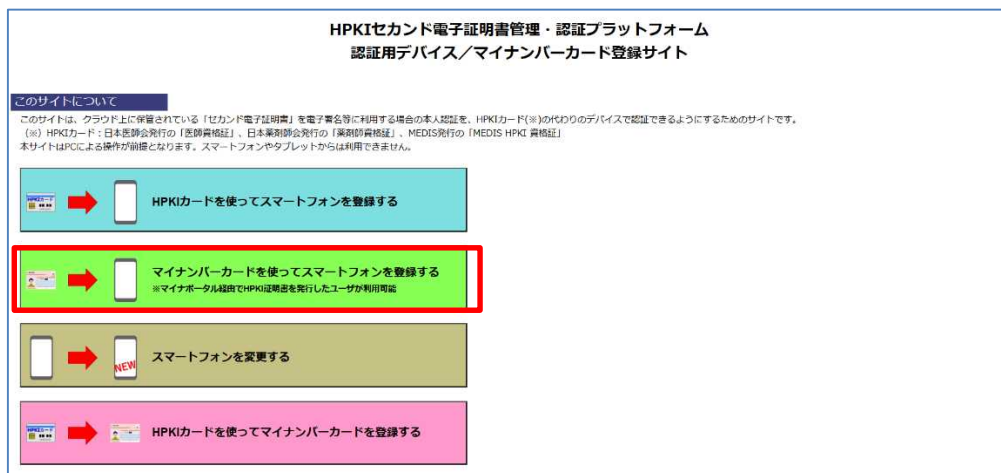 HPKIセカンド電子証明書管理・認証プラットフォーム
認証用デバイス／マイナンバーカード登録サイト
このサイトについて
このサイトは、クラウド上に保管されている「セカンド電子証明書」を電子署名等に利用する場合の本人認証を、HPKIカード(※)の代わりのデバイスで認証できるようにするためのサイトです。
（※）HPKIカード：日本医師会発行の「医師資格証」、日本薬剤師会発行の「薬剤師資格証」、MEDIS発行の「MEDIS HPKI 資格証」
本サイトはPCによる操作が前提となります。スマートフォンやタブレットからは利用できません。
HPKIカード
HPKIカードを使ってスマートフォンを登録する
マイナンバーカードを使ってスマートフォンを登録する
※マイナポータル経由でHPKI証明書を発行したユーザが利用可能
NEW
スマートフォンを変更する
HPKIカード
HPKIカードを使ってマイナンバーカードを登録する